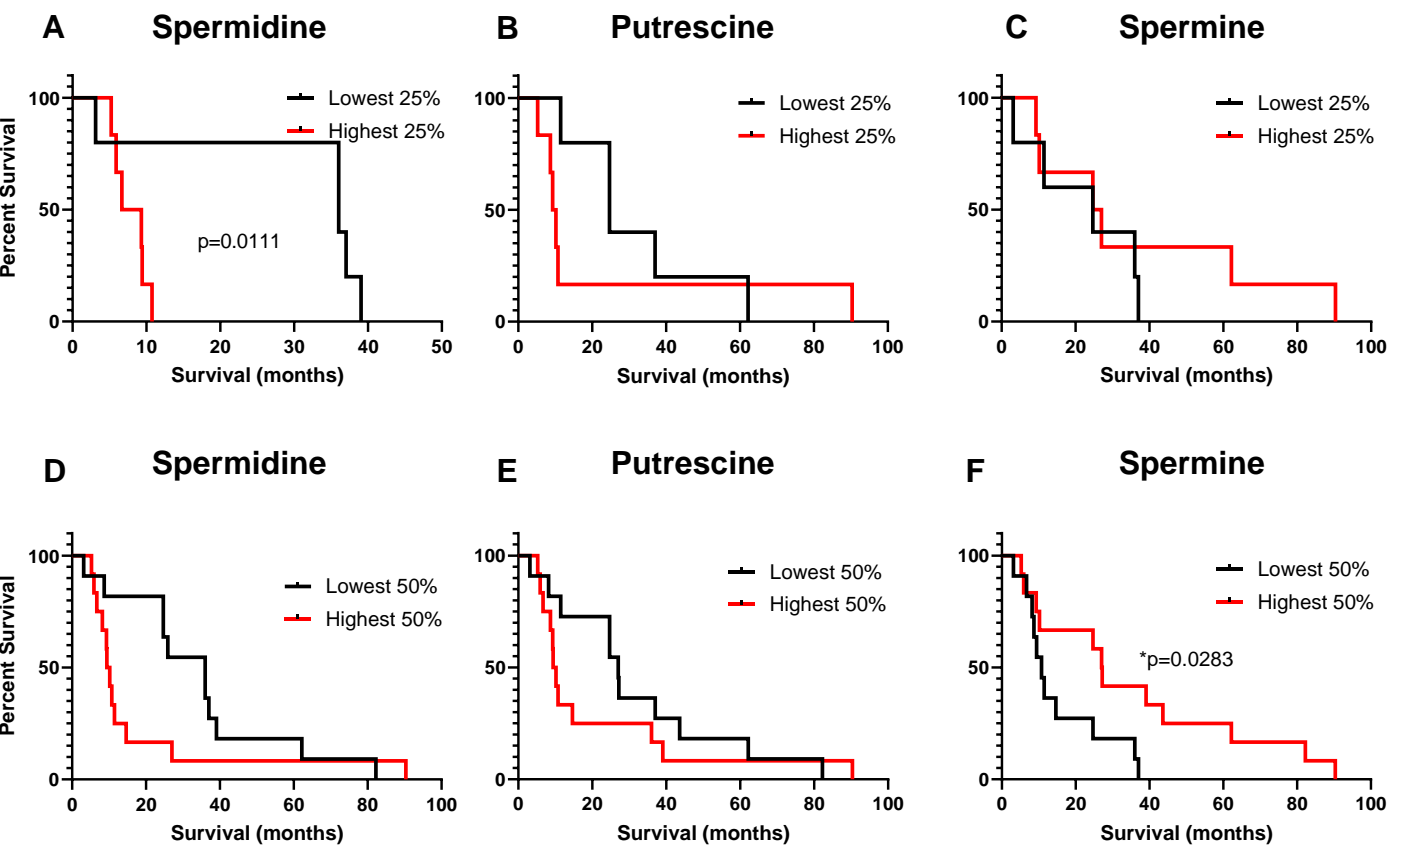 A Spermidine
Percent Survival
100
50
0
0 10 20 30 40 50
Survival (months)
Lowest 25%
Highest 25%
p=0.0111
B Putrescine
100
50
0
0 20 40 60 80 100
Survival (months)
Lowest 25%
Highest 25%
C Spermine
100
50
0
0 20 40 60 80 100
Survival (months)
Lowest 25%
Highest 25%
D Spermidine
Percent Survival
100
50
0
0 20 40 60 80 100
Survival (months)
Lowest 50%
Highest 50%
E Putrescine
100
50
0
0 20 40 60 80 100
Survival (months)
Lowest 50%
Highest 50%
F Spermine
100
50
0
0 20 40 60 80 100
Survival (months)
Lowest 50%
Highest 50%
*p=0.0283